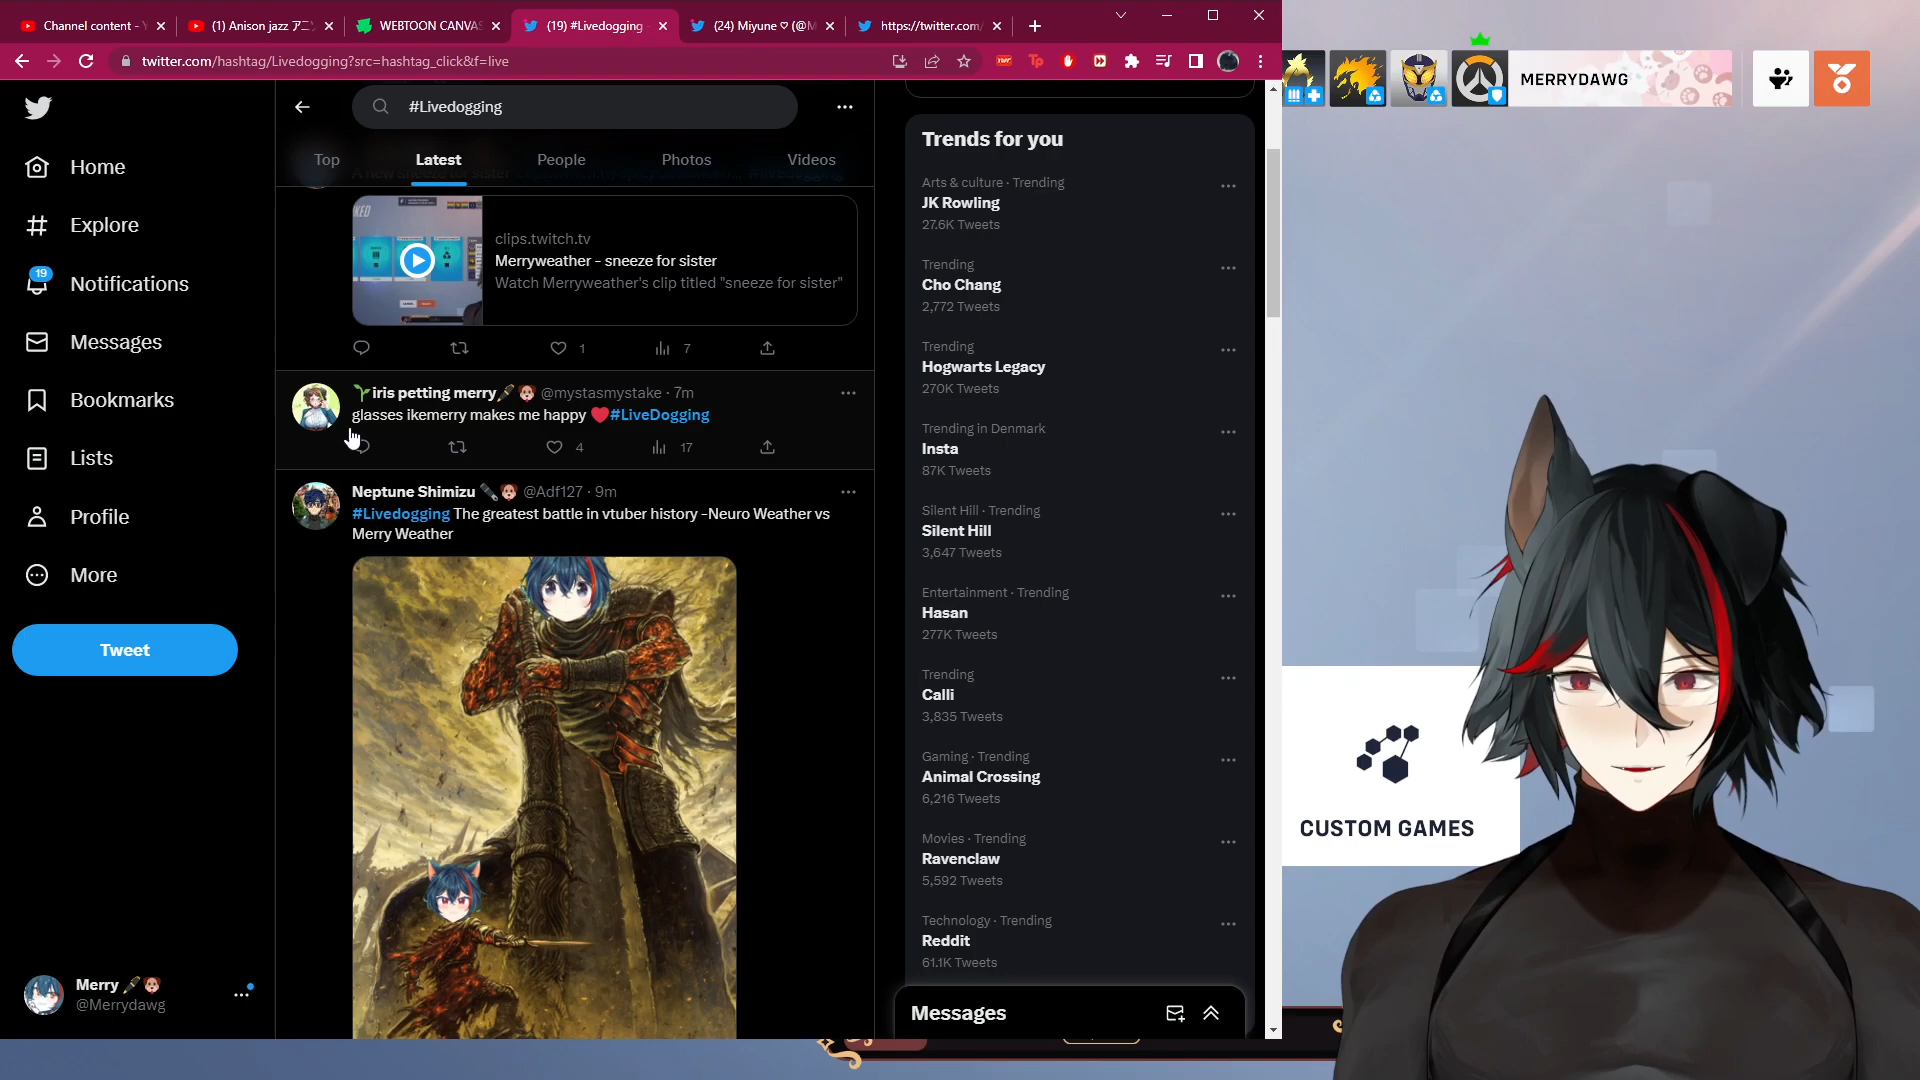 Channel content - Y
(1) Anison jazz アニソ
WEBTOON CANVAS
(19) #Livedogging -
(24) Miyune ♡ (@M
https://twitter.com/
twitter.com/hashtag/Livedogging?src=hashtag_click&f=live
MERRYDAWG
#Livedogging
Top
Latest
People
Photos
Videos
Home
Explore
19
Notifications
Messages
Bookmarks
Lists
Profile
More
Tweet
Merry
@Merrydawg
A new sneeze for sister
#livedogging
clips.twitch.tv
Merryweather - sneeze for sister
Watch Merryweather's clip titled "sneeze for sister"
1
7
iris petting merry @mystasmystake · 7m
glasses ikemerry makes me happy ❤️#LiveDogging
4
17
Neptune Shimizu @Adf127 · 9m
#Livedogging The greatest battle in vtuber history -Neuro Weather vs
Merry Weather
Trends for you
Arts & culture · Trending
JK Rowling
27.6K Tweets
Trending
Cho Chang
2,772 Tweets
Trending
Hogwarts Legacy
270K Tweets
Trending in Denmark
Insta
87K Tweets
Silent Hill · Trending
Silent Hill
3,647 Tweets
Entertainment · Trending
Hasan
277K Tweets
Trending
Calli
3,835 Tweets
Gaming · Trending
Animal Crossing
6,216 Tweets
Movies · Trending
Ravenclaw
5,592 Tweets
Technology · Trending
Reddit
61.1K Tweets
Messages
CUSTOM GAMES